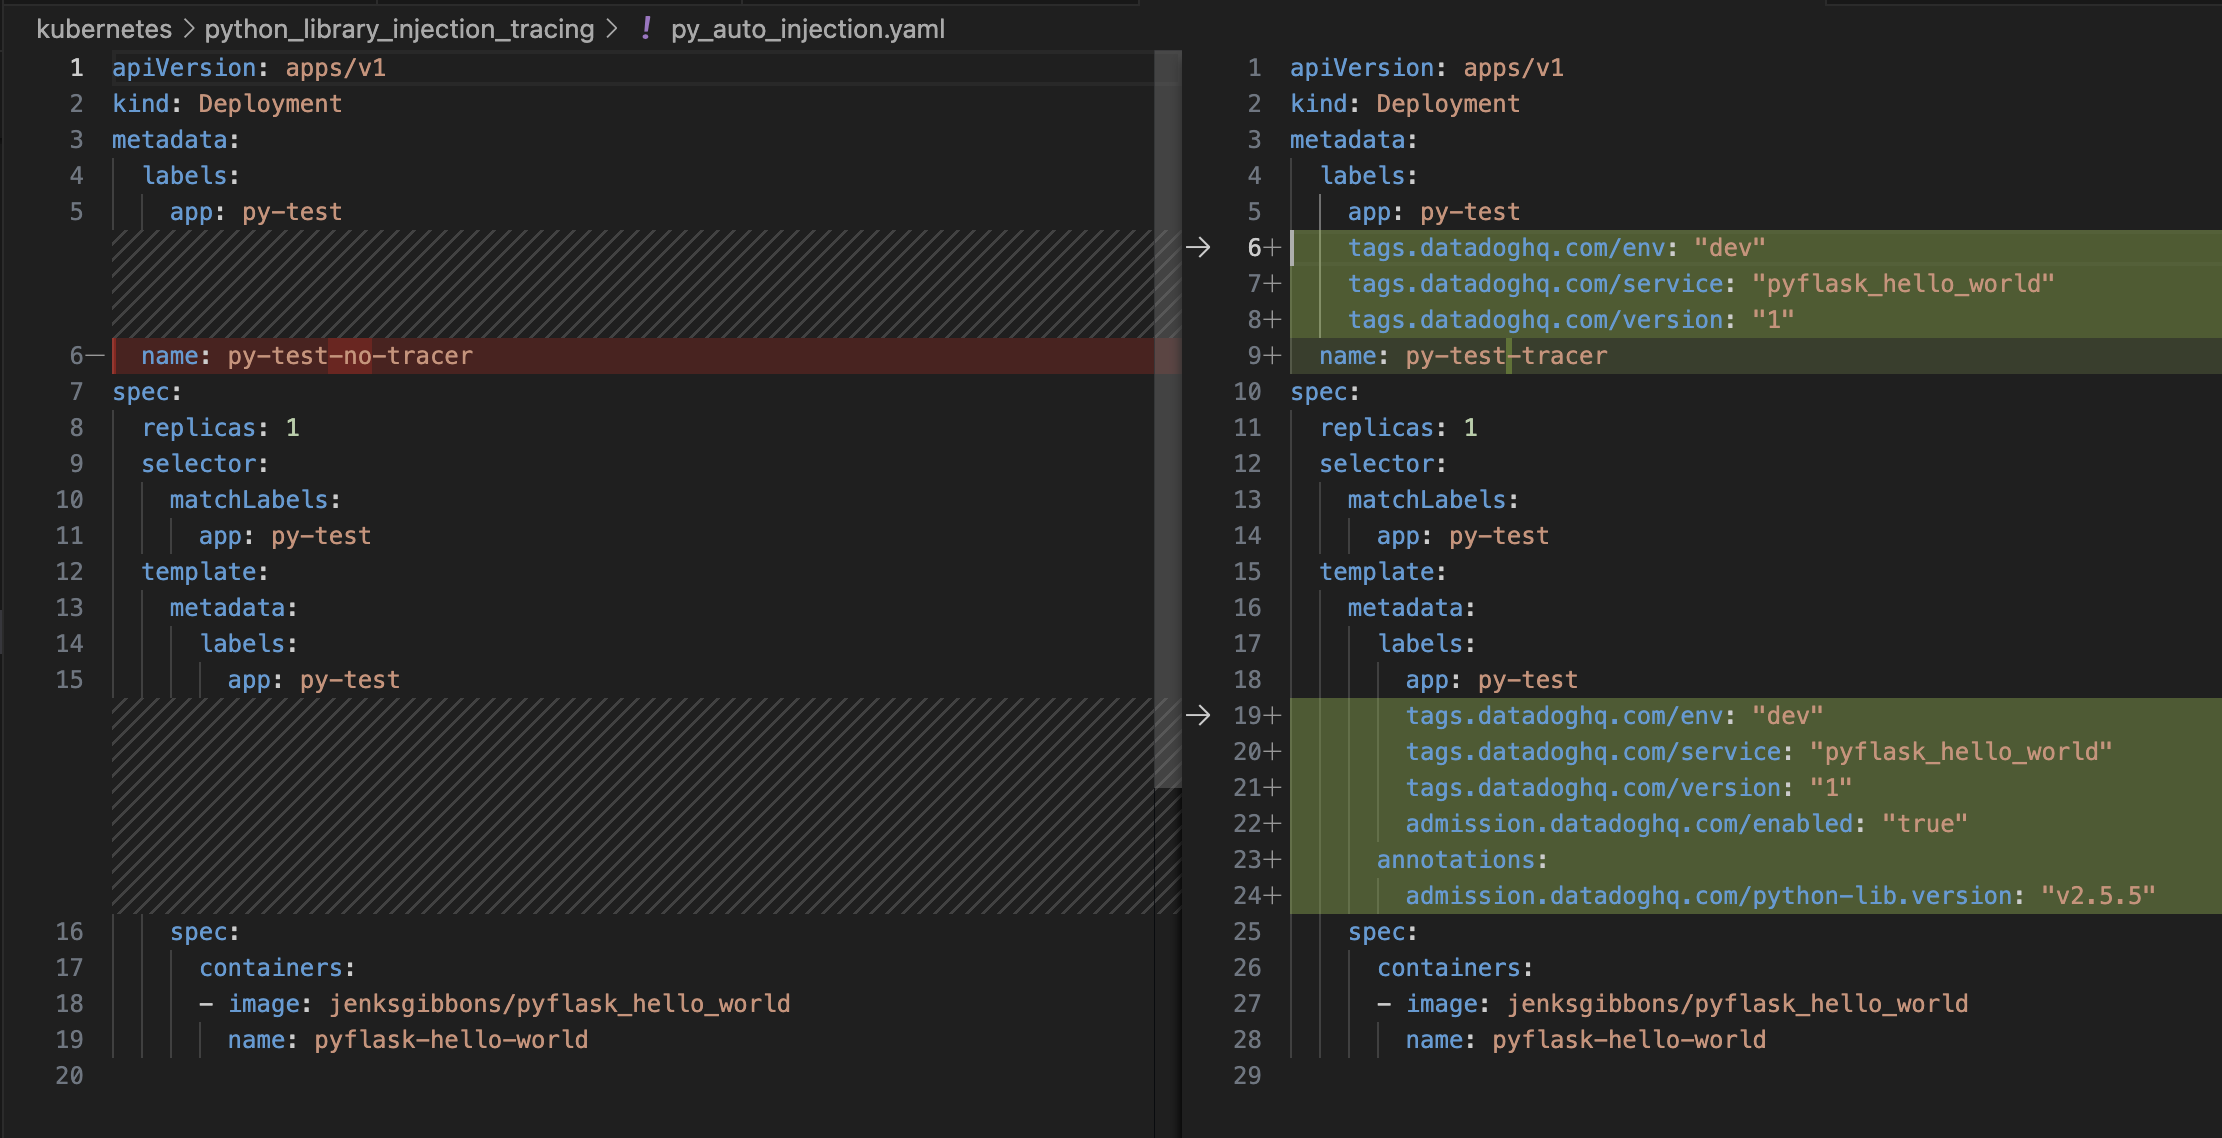 kubernetes > python_library_injection_tracing > ! py_auto_injection.yaml
1 apiVersion: apps/v1
2 kind: Deployment
3 metadata:
4   labels:
5     app: py-test
6—   name: py-test-no-tracer
7 spec:
8   replicas: 1
9   selector:
10     matchLabels:
11       app: py-test
12   template:
13     metadata:
14       labels:
15         app: py-test
16     spec:
17       containers:
18       - image: jenksgibbons/pyflask_hello_world
19         name: pyflask-hello-world
20
1 apiVersion: apps/v1
2 kind: Deployment
3 metadata:
4   labels:
5     app: py-test
→ 6+     tags.datadoghq.com/env: "dev"
7+     tags.datadoghq.com/service: "pyflask_hello_world"
8+     tags.datadoghq.com/version: "1"
9+   name: py-test-tracer
10 spec:
11   replicas: 1
12   selector:
13     matchLabels:
14       app: py-test
15   template:
16     metadata:
17       labels:
18         app: py-test
→ 19+         tags.datadoghq.com/env: "dev"
20+         tags.datadoghq.com/service: "pyflask_hello_world"
21+         tags.datadoghq.com/version: "1"
22+         admission.datadoghq.com/enabled: "true"
23+       annotations:
24+         admission.datadoghq.com/python-lib.version: "v2.5.5"
25     spec:
26       containers:
27       - image: jenksgibbons/pyflask_hello_world
28         name: pyflask-hello-world
29